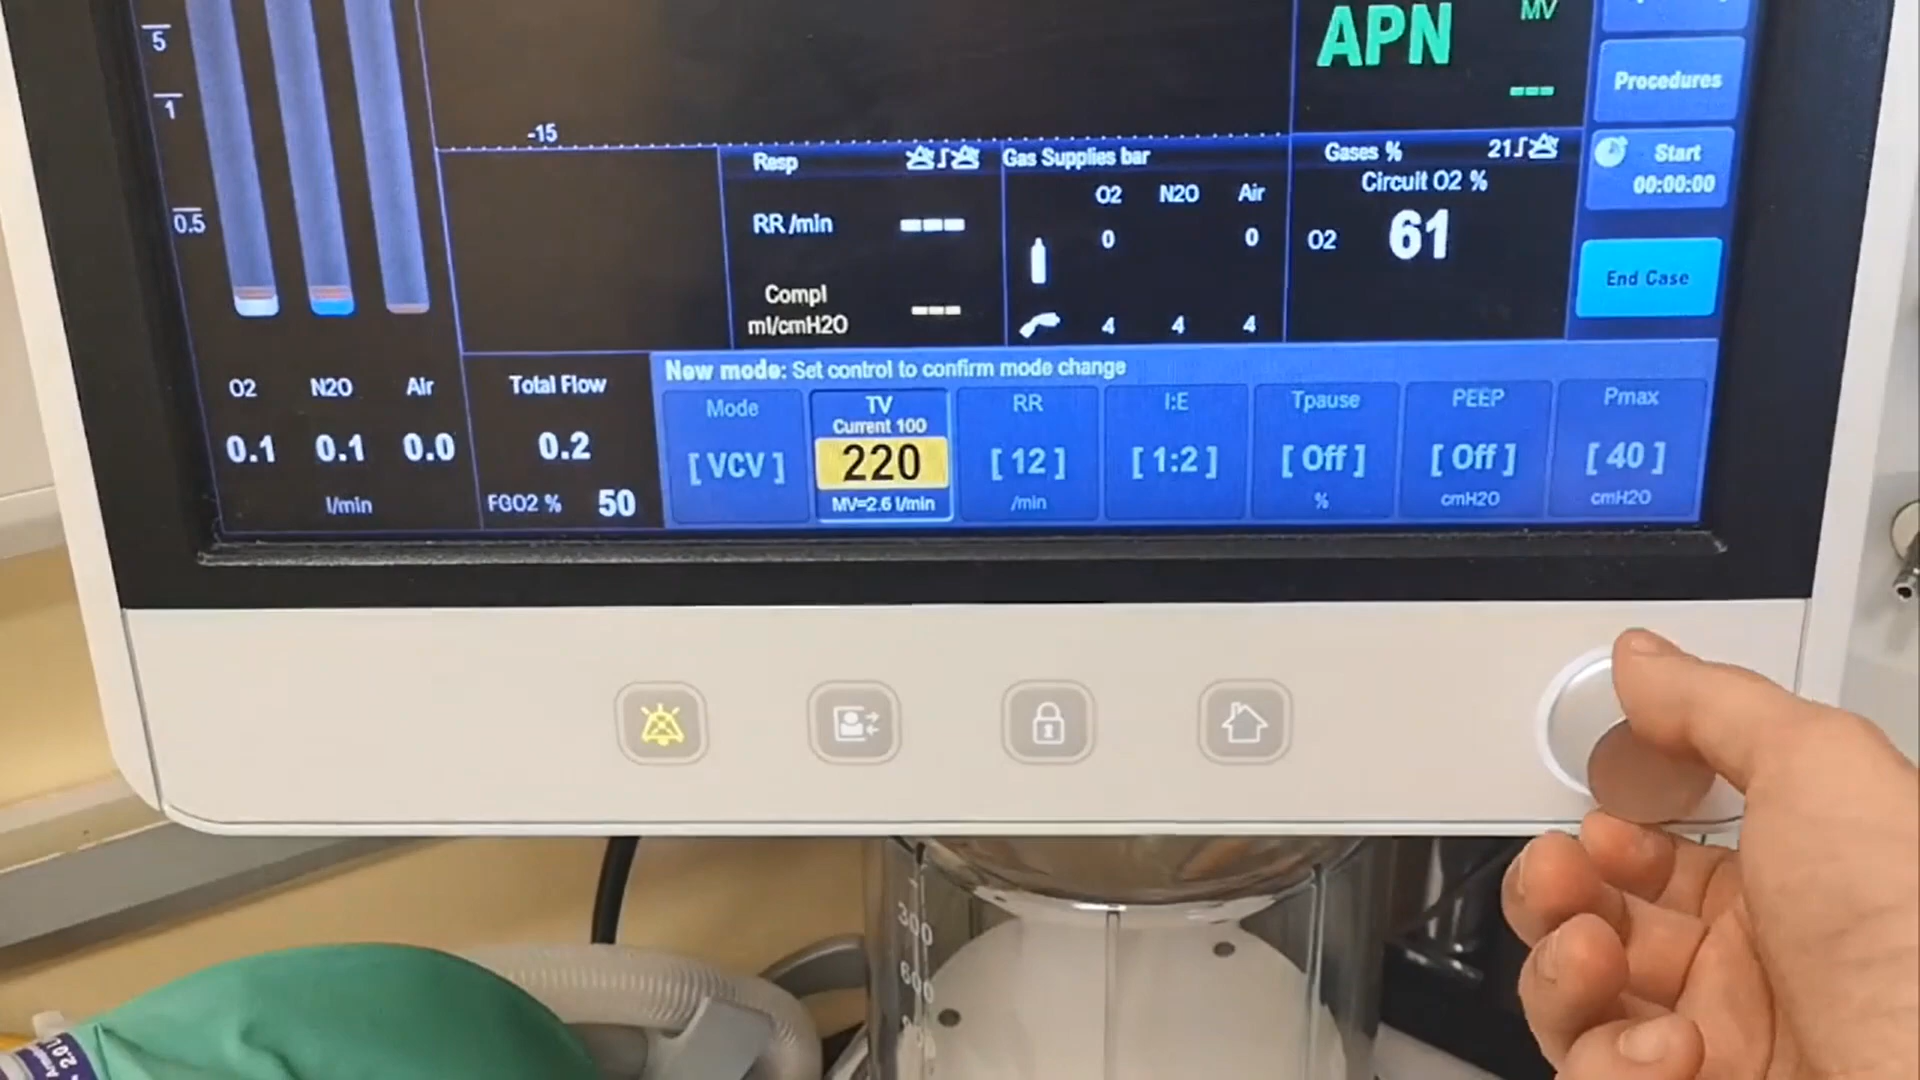 5
1
0.5
-15
APN
MV
---
Procedures
Start
00:00:00
End Case
Resp
RR /min ---
Compl
ml/cmH2O ---
Gas Supplies bar
O2 N2O Air
0 0
4 4 4
Gases % 21
Circuit O2 %
O2 61
O2 N2O Air
0.1 0.1 0.0
l/min
Total Flow
0.2
FGO2 % 50
New mode: Set control to confirm mode change
Mode
[ VCV ]
TV
Current 100
220
MV=2.6 l/min
RR
[ 12 ]
/min
I:E
[ 1:2 ]
Tpause
[ Off ]
%
PEEP
[ Off ]
cmH2O
Pmax
[ 40 ]
cmH2O
300
600
2.0